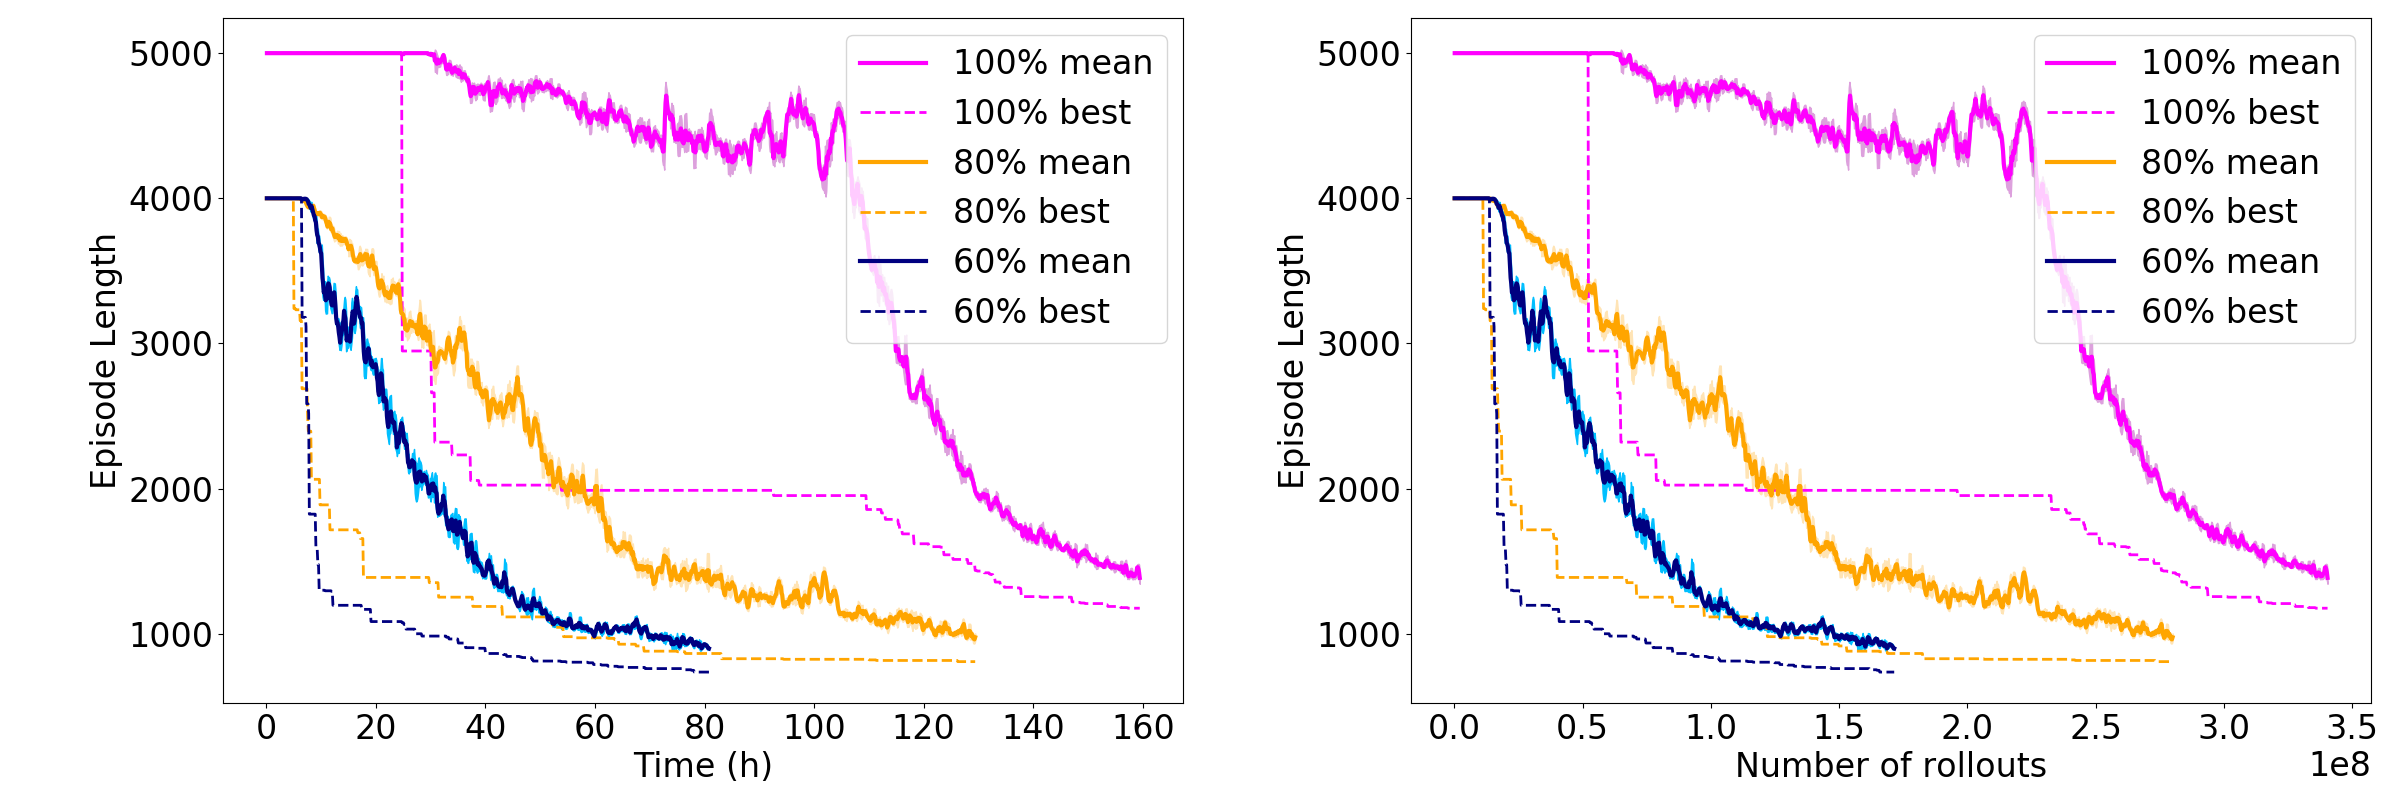 Episode Length
5000
4000
3000
2000
1000
100% mean
100% best
80% mean
80% best
60% mean
60% best
0 20 40 60 80 100 120 140 160
Time (h)
Episode Length
5000
4000
3000
2000
1000
100% mean
100% best
80% mean
80% best
60% mean
60% best
0.0 0.5 1.0 1.5 2.0 2.5 3.0 3.5
1e8
Number of rollouts